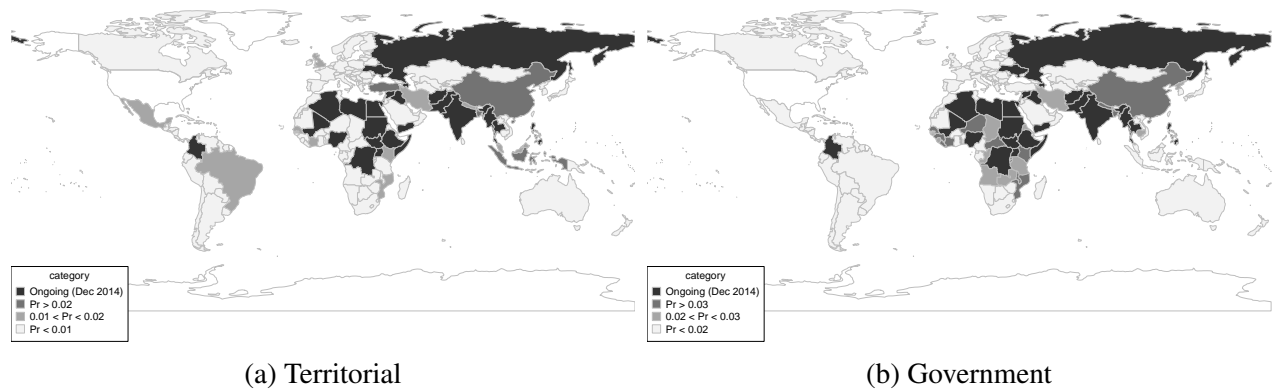 category
Ongoing (Dec 2014)
Pr > 0.02
0.01 < Pr < 0.02
Pr < 0.01
(a) Territorial
category
Ongoing (Dec 2014)
Pr > 0.03
0.02 < Pr < 0.03
Pr < 0.02
(b) Government